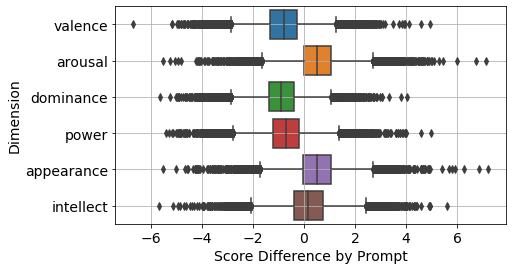 valence
arousal
dominance
power
appearance
intellect
Dimension
−6 −4 −2 0 2 4 6
Score Difference by Prompt